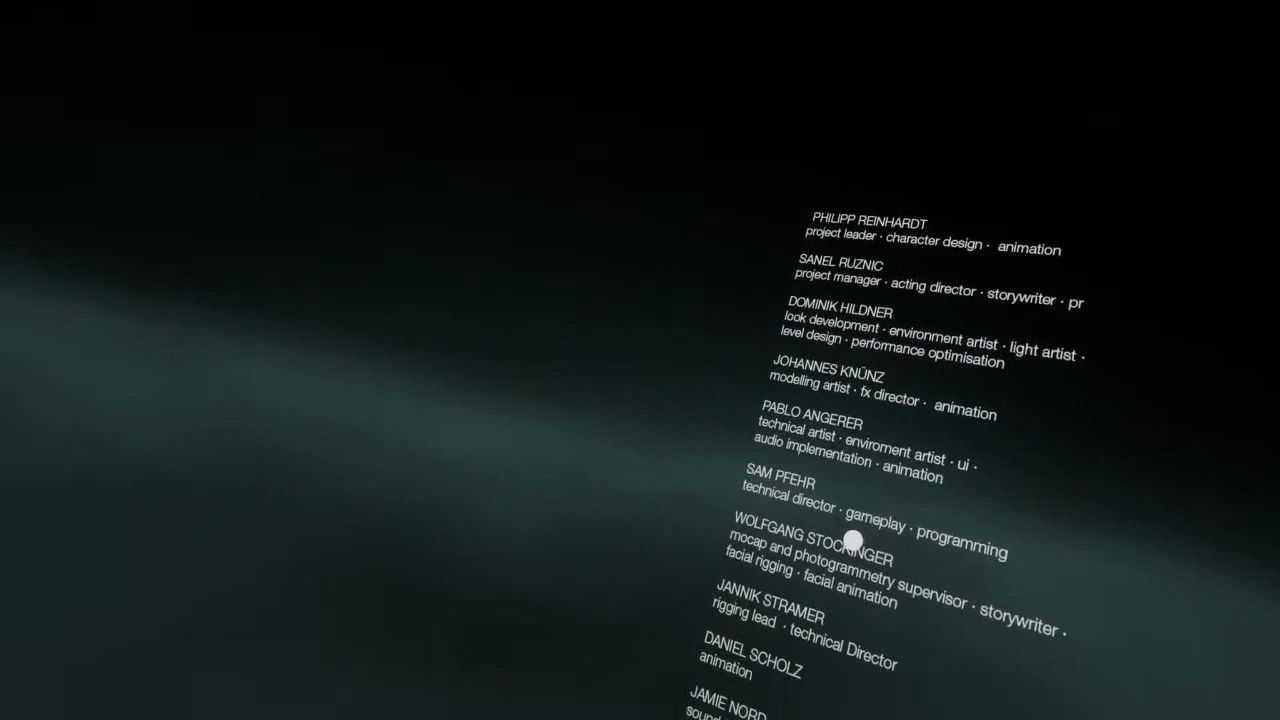 PHILIPP REINHARDT
project leader · character design · animation
SANEL RUZNIC
project manager · acting director · storywriter · pr
DOMINIK HILDNER
look development · environment artist · light artist ·
level design · performance optimisation
JOHANNES KNÜNZ
modelling artist · fx director · animation
PABLO ANGERER
technical artist · enviroment artist · ui ·
audio implementation · animation
SAM PFEHR
technical director · gameplay · programming
WOLFGANG STOCKINGER
mocap and photogrammetry supervisor · storywriter ·
facial rigging · facial animation
JANNIK STRAMER
rigging lead · technical Director
DANIEL SCHOLZ
animation
JAMIE NORD